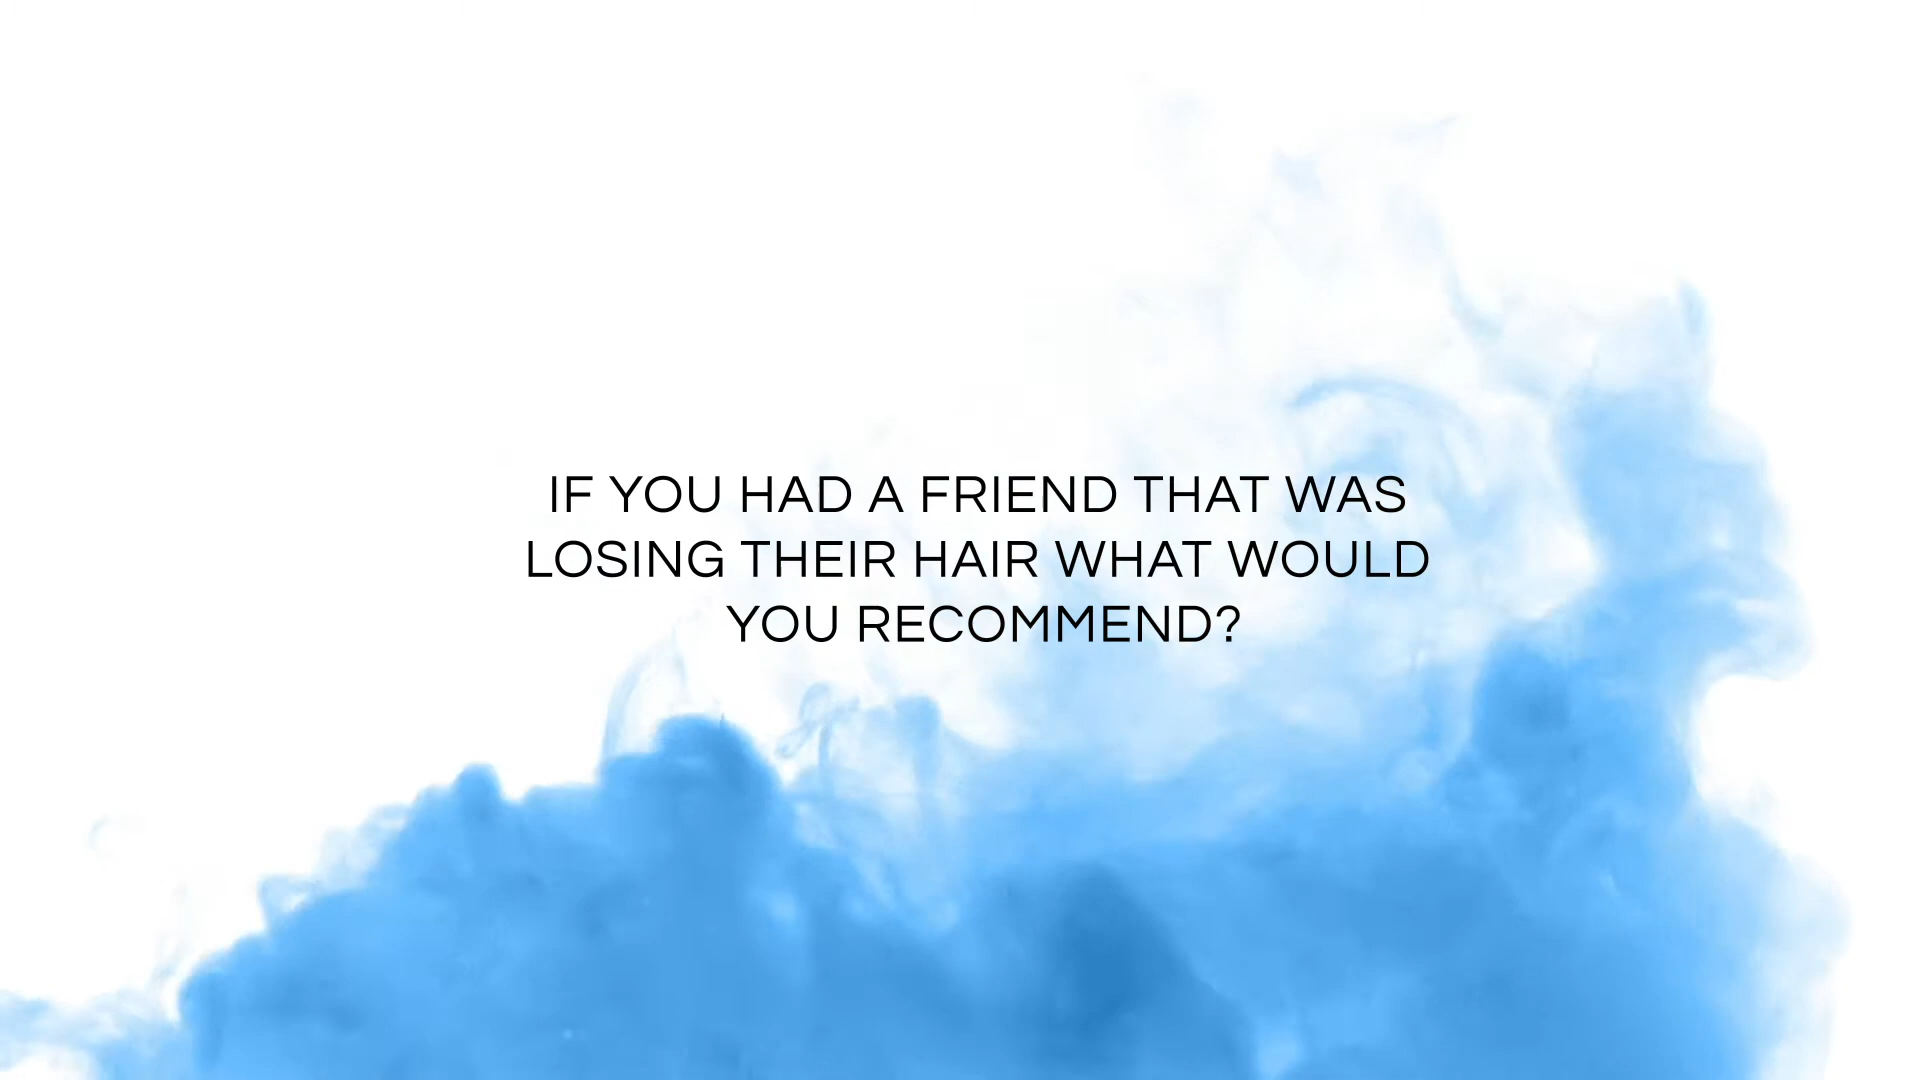 IF YOU HAD A FRIEND THAT WAS
LOSING THEIR HAIR WHAT WOULD
YOU RECOMMEND?